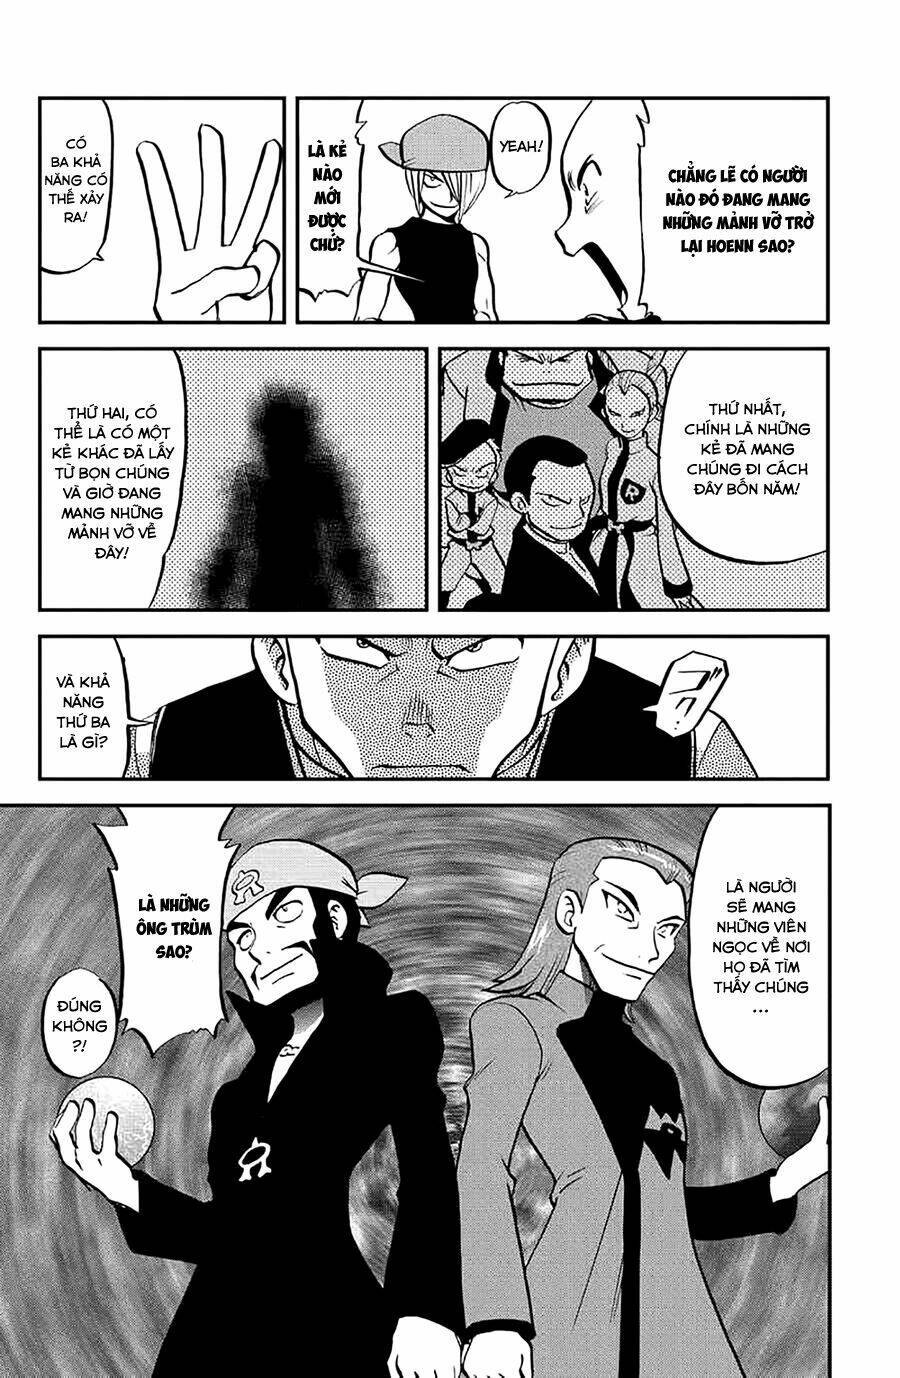 CHẲNG LẼ CÓ NGƯỜI
NÀO ĐÓ ĐANG MANG
NHỮNG MẢNH VỠ TRỞ
LẠI HOENN SAO?
YEAH!
LÀ KẺ
NÀO
MỚI
ĐƯỢC
CHỨ?
CÓ
BA KHẢ
NĂNG CÓ
THỂ XẢY
RA!
THỨ NHẤT,
CHÍNH LÀ NHỮNG
KẺ ĐÃ MANG
CHÚNG ĐI CÁCH
ĐÂY BỐN NĂM!
R
THỨ HAI, CÓ
THỂ LÀ CÓ MỘT
KẺ KHÁC ĐÃ LẤY
TỪ BỌN CHÚNG
VÀ GIỜ ĐANG
MANG NHỮNG
MẢNH VỠ VỀ
ĐÂY!
VÀ KHẢ
NĂNG
THỨ BA
LÀ GÌ?
LÀ NGƯỜI
SẼ MANG
NHỮNG VIÊN
NGỌC VỀ NƠI
HỌ ĐÃ TÌM
THẤY CHÚNG
...
LÀ NHỮNG
ÔNG TRÙM
SAO?
ĐÚNG
KHÔNG
?!